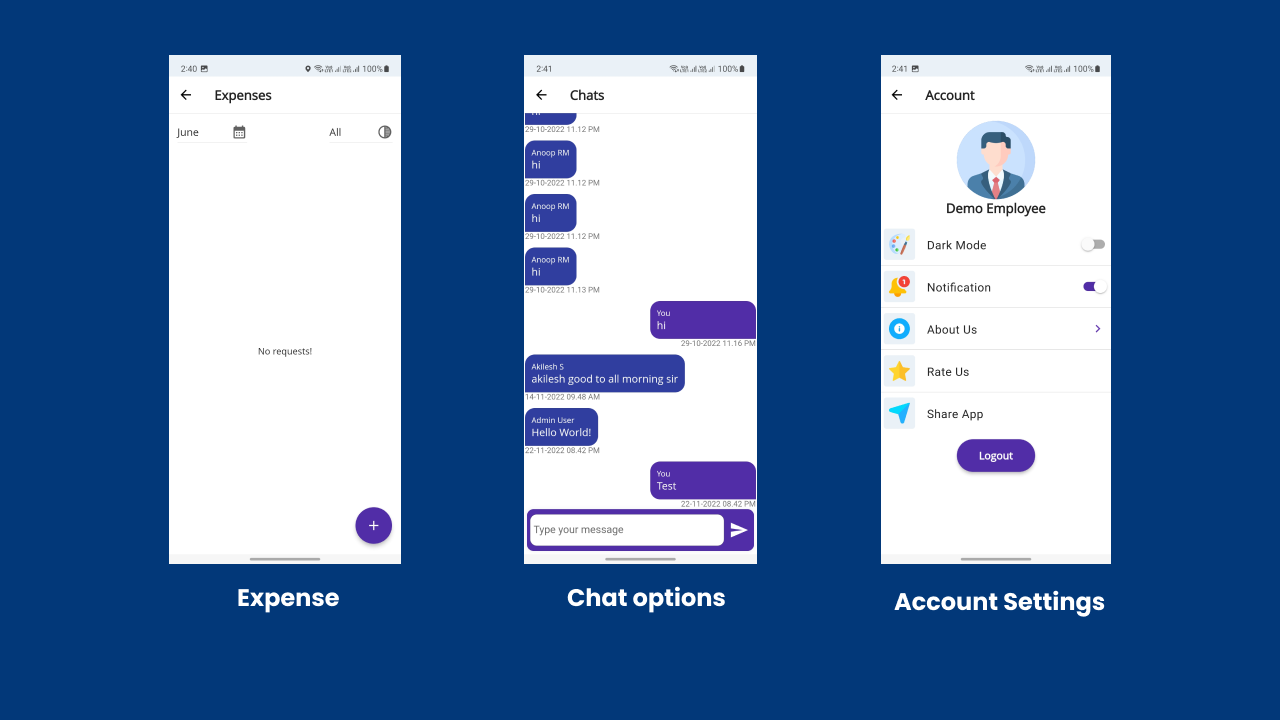 2:40
100%
Expenses
June
All
No requests!
+
Expense
2:41
100%
Chats
29-10-2022 11.12 PM
Anoop RM
hi
29-10-2022 11.12 PM
Anoop RM
hi
29-10-2022 11.12 PM
Anoop RM
hi
29-10-2022 11.13 PM
You
hi
29-10-2022 11.16 PM
Akilesh S
akilesh good to all morning sir
14-11-2022 09.48 AM
Admin User
Hello World!
22-11-2022 08.42 PM
You
Test
22-11-2022 08.42 PM
Type your message
Chat options
2:41
100%
Account
Demo Employee
Dark Mode
1
Notification
About Us
Rate Us
Share App
Logout
Account Settings